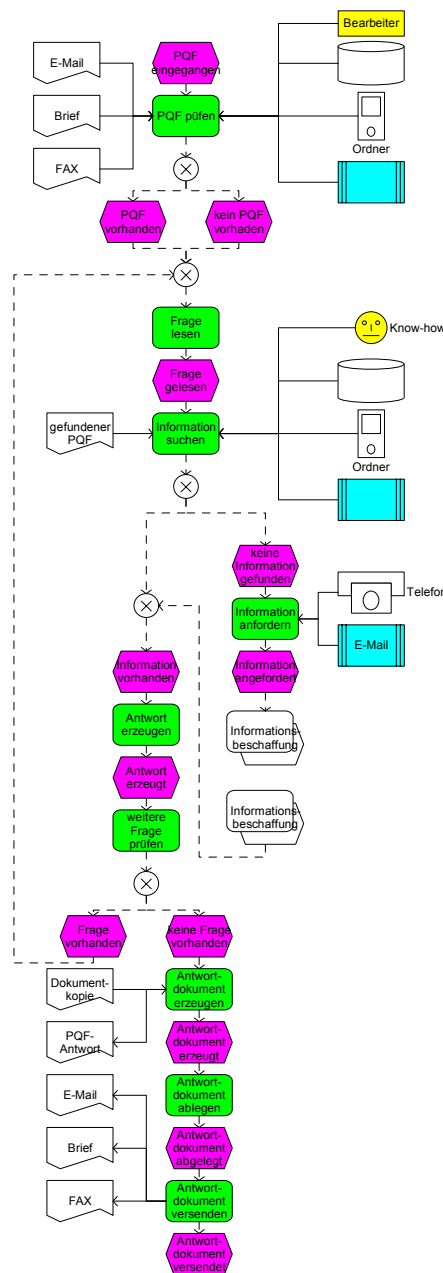 PQF
eingegangen
Bearbeiter
E-Mail
Brief
PQF püfen
FAX
Ordner
PQF
vorhanden
kein PQF
vorhaden
Frage
lesen
Know-how
Frage
gelesen
gefundener
PQF
Information
suchen
Ordner
keine
Information
gefunden
Information
anfordern
Telefon
E-Mail
Information
vorhanden
Information
angefordert
Antwort
erzeugen
Informations-
beschaffung
Antwort
erzeugt
weitere
Frage
prüfen
Informations-
beschaffung
Frage
vorhanden
keine Frage
vorhanden
Dokument-
kopie
Antwort-
dokument
erzeugen
PQF-
Antwort
Antwort-
dokument
erzeugt
E-Mail
Antwort-
dokument
ablegen
Brief
Antwort-
dokument
abgelegt
FAX
Antwort-
dokument
versenden
Antwort-
dokument
versendet